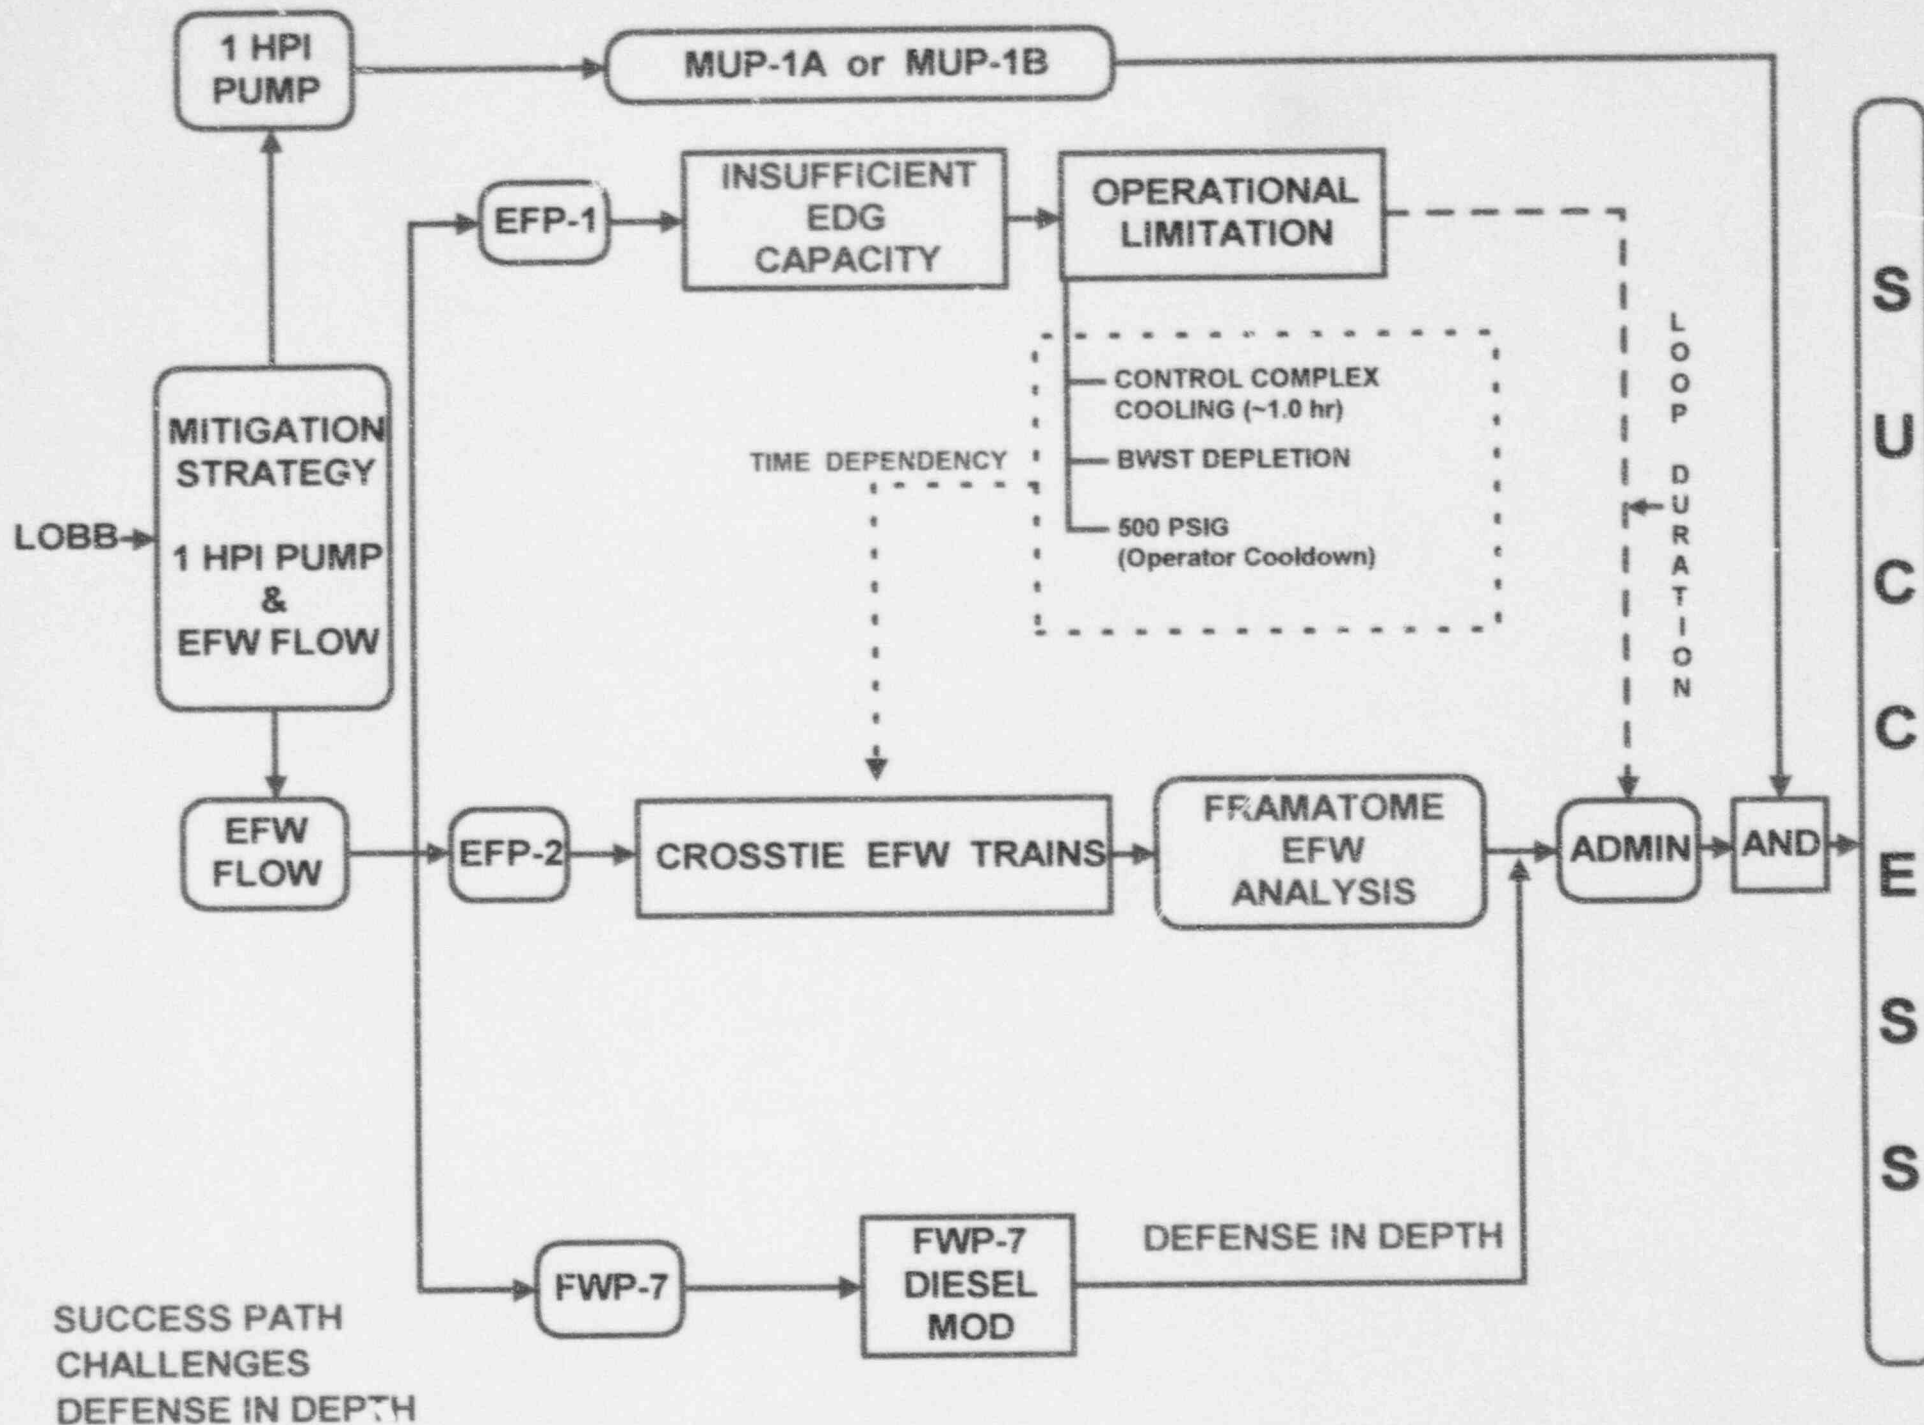 1 HPI
PUMP
MUP-1A or MUP-1B
EFP-1
INSUFFICIENT
EDG
CAPACITY
OPERATIONAL
LIMITATION
LOOP DURATION
CONTROL COMPLEX
COOLING (~1.0 hr)
BWST DEPLETION
500 PSIG
(Operator Cooldown)
TIME DEPENDENCY
LOBB
MITIGATION
STRATEGY
1 HPI PUMP
&
EFW FLOW
EFW
FLOW
EFP-2
CROSSTIE EFW TRAINS
FRAMATOME
EFW
ANALYSIS
ADMIN
AND
SUCCESS
FWP-7
FWP-7
DIESEL
MOD
DEFENSE IN DEPTH
SUCCESS PATH
CHALLENGES
DEFENSE IN DEPTH